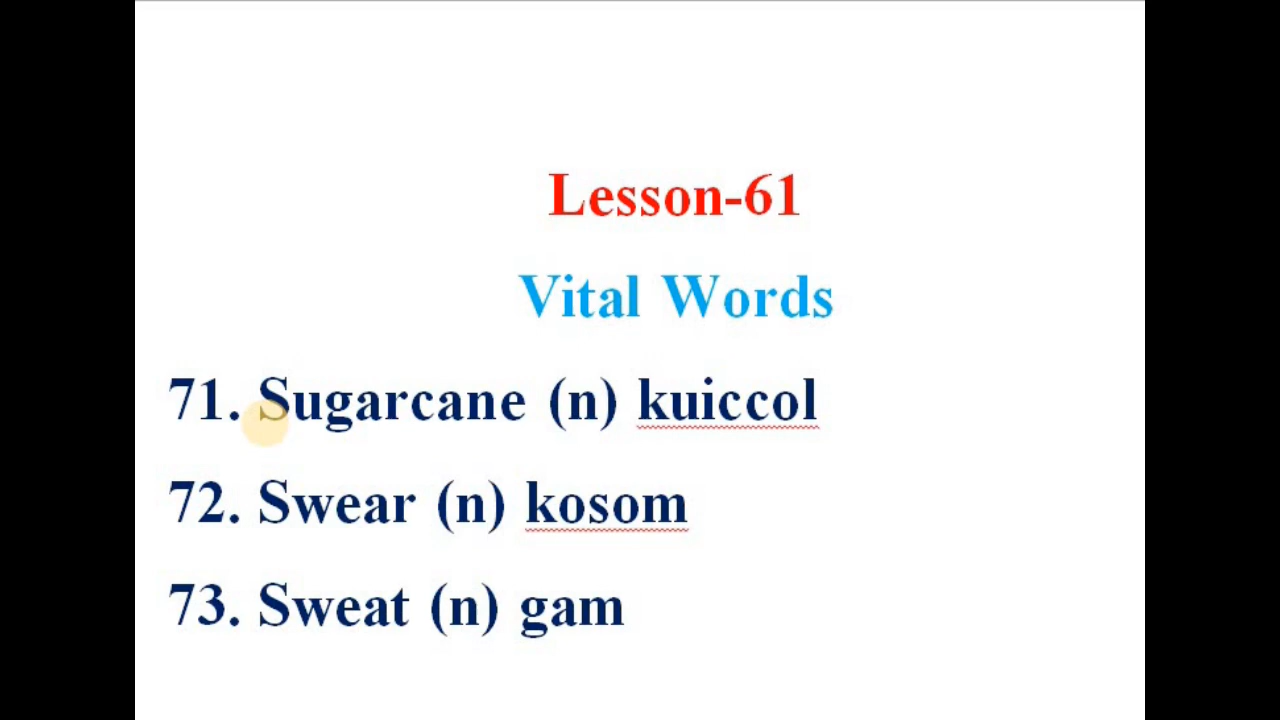 Lesson-61
Vital Words
71. Sugarcane (n) kuiccol
72. Swear (n) kosom
73. Sweat (n) gam